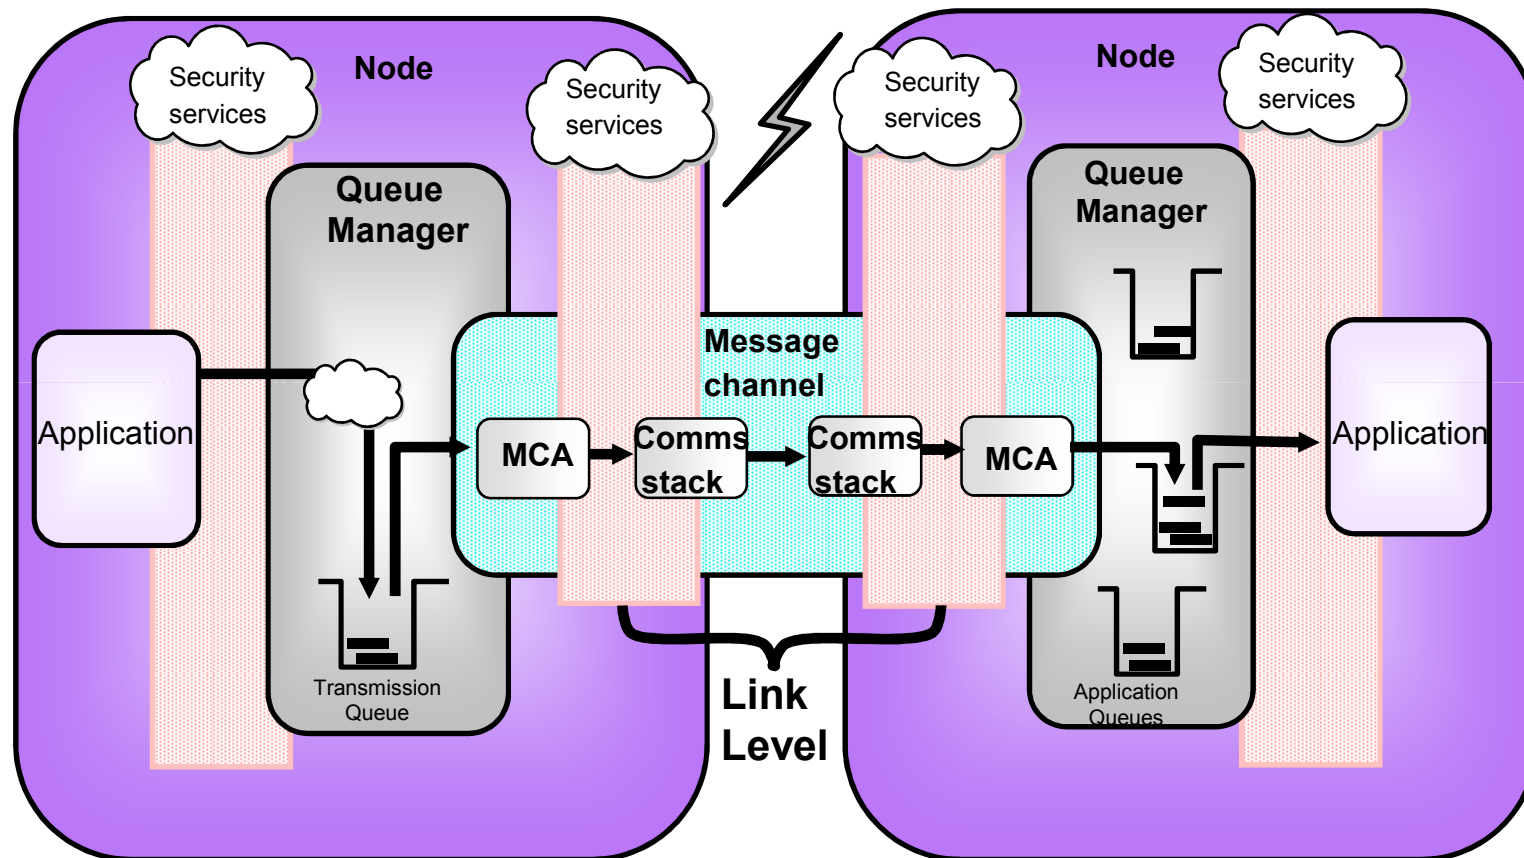 Security
services
Node
Security
services
Security
services
Node
Security
services
Queue
Manager
Queue
Manager
Message
channel
Application
MCA
Comms
stack
Comms
stack
MCA
Application
Transmission
Queue
Application
Queues
Link
Level